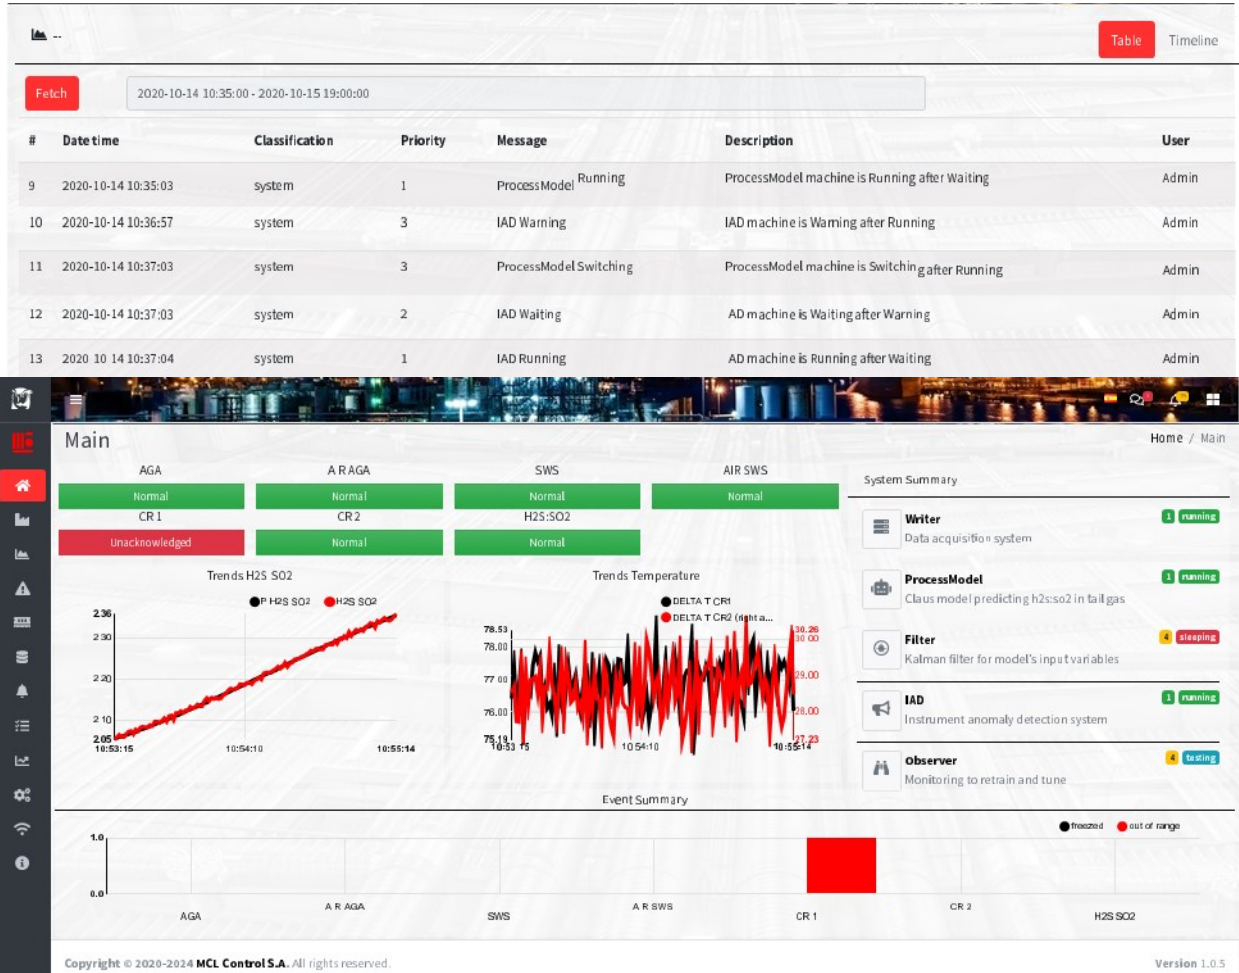 --
Table Timeline
Fetch 2020-10-14 10:35:00 - 2020-10-15 19:00:00
# Date time Classification Priority Message Description User
9 2020-10-14 10:35:03 system 1 ProcessModel Running ProcessModel machine is Running after Waiting Admin
10 2020-10-14 10:36:57 system 3 IAD Warning IAD machine is Warning after Running Admin
11 2020-10-14 10:37:03 system 3 ProcessModel Switching ProcessModel machine is Switching after Running Admin
12 2020-10-14 10:37:03 system 2 IAD Waiting AD machine is Waiting after Warning Admin
13 2020 10 14 10:37:04 system 1 IAD Running AD machine is Running after Waiting Admin
Main
Home / Main
AGA A R AGA SWS AIR SWS
Normal Normal Normal Normal
CR 1 CR 2 H2S:SO2
Unacknowledged Normal Normal
Trends H2S SO2
P H2S SO2 H2S SO2
2 36
2 30
2 20
2 10
2 05
10:53:15 10:54:10 10:55:14
Trends Temperature
DELTA T CR1
DELTA T CR2 (right a...
78.53 30.26
78.00 30 00
77 00 29.00
76.00 28.00
75.19 27.23
10:53 15 10 54:10 10:55:14
System Summary
Writer 1 running
Data acquisition system
ProcessModel 1 running
Claus model predicting h2s:so2 in tail gas
Filter 4 sleeping
Kalman filter for model's input variables
IAD 1 running
Instrument anomaly detection system
Observer 4 testing
Monitoring to retrain and tune
Event Summary
freezed out of range
1.0
0.0
AGA A R AGA SWS A R SWS CR 1 CR 2 H2S SO2
Copyright © 2020-2024 MCL Control S.A. All rights reserved.
Version 1.0.5